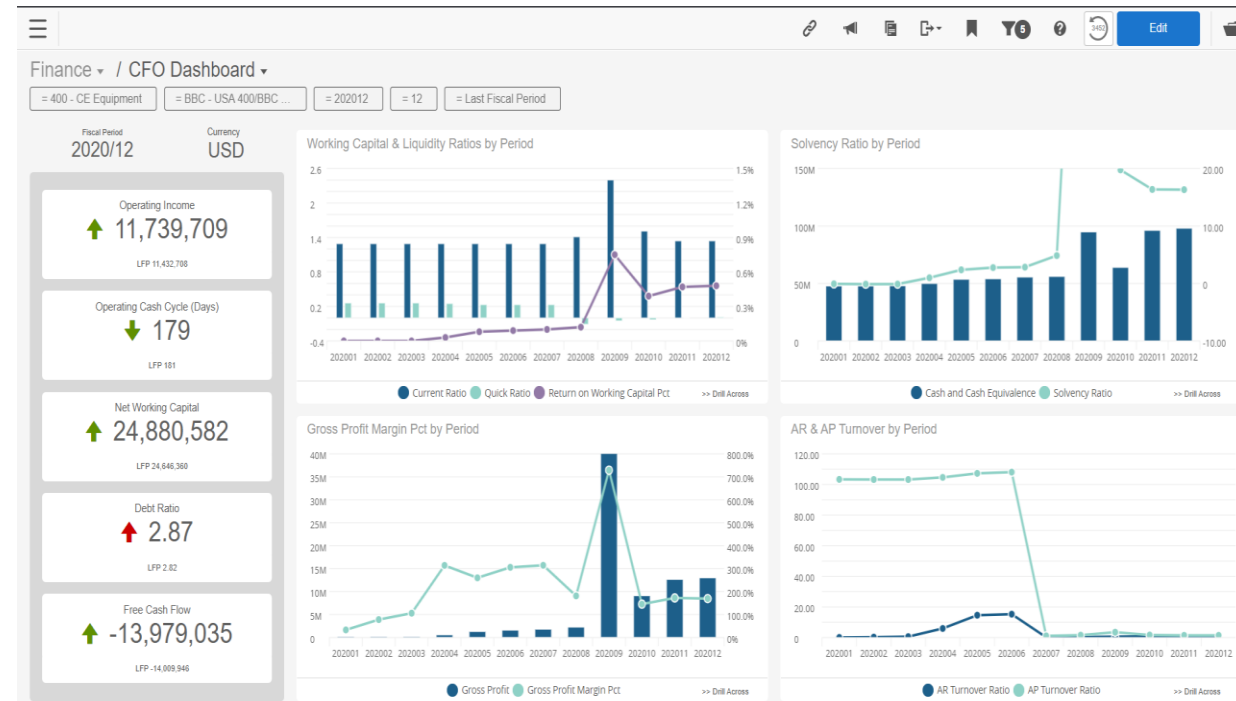 5
3452
Edit
Finance / CFO Dashboard
= 400 - CE Equipment = BBC - USA 400/BBC ... = 202012 = 12 = Last Fiscal Period
Fiscal Period Currency
2020/12 USD
Operating Income
11,739,709
LFP 11,432,708
Operating Cash Cycle (Days)
179
LFP 181
Net Working Capital
24,880,582
LFP 24,646,360
Debt Ratio
2.87
LFP 2.82
Free Cash Flow
-13,979,035
LFP -14,009,946
Working Capital & Liquidity Ratios by Period
2.6 1.5%
2 1.2%
1.4 0.9%
0.8 0.6%
0.2 0.3%
-0.4 0%
202001 202002 202003 202004 202005 202006 202007 202008 202009 202010 202011 202012
Current Ratio Quick Ratio Return on Working Capital Pct >> Drill Across
Solvency Ratio by Period
150M 20.00
100M 10.00
50M 0
0 -10.00
202001 202002 202003 202004 202005 202006 202007 202008 202009 202010 202011 202012
Cash and Cash Equivalence Solvency Ratio >> Drill Across
Gross Profit Margin Pct by Period
40M 800.0%
35M 700.0%
30M 600.0%
25M 500.0%
20M 400.0%
15M 300.0%
10M 200.0%
5M 100.0%
0 0%
202001 202002 202003 202004 202005 202006 202007 202008 202009 202010 202011 202012
Gross Profit Gross Profit Margin Pct >> Drill Across
AR & AP Turnover by Period
120.00
100.00
80.00
60.00
40.00
20.00
0
202001 202002 202003 202004 202005 202006 202007 202008 202009 202010 202011 202012
AR Turnover Ratio AP Turnover Ratio >> Drill Across